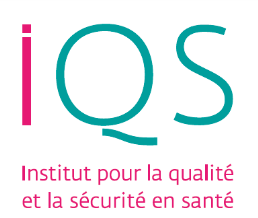 iQS
Institut pour la qualité
et la sécurité en santé